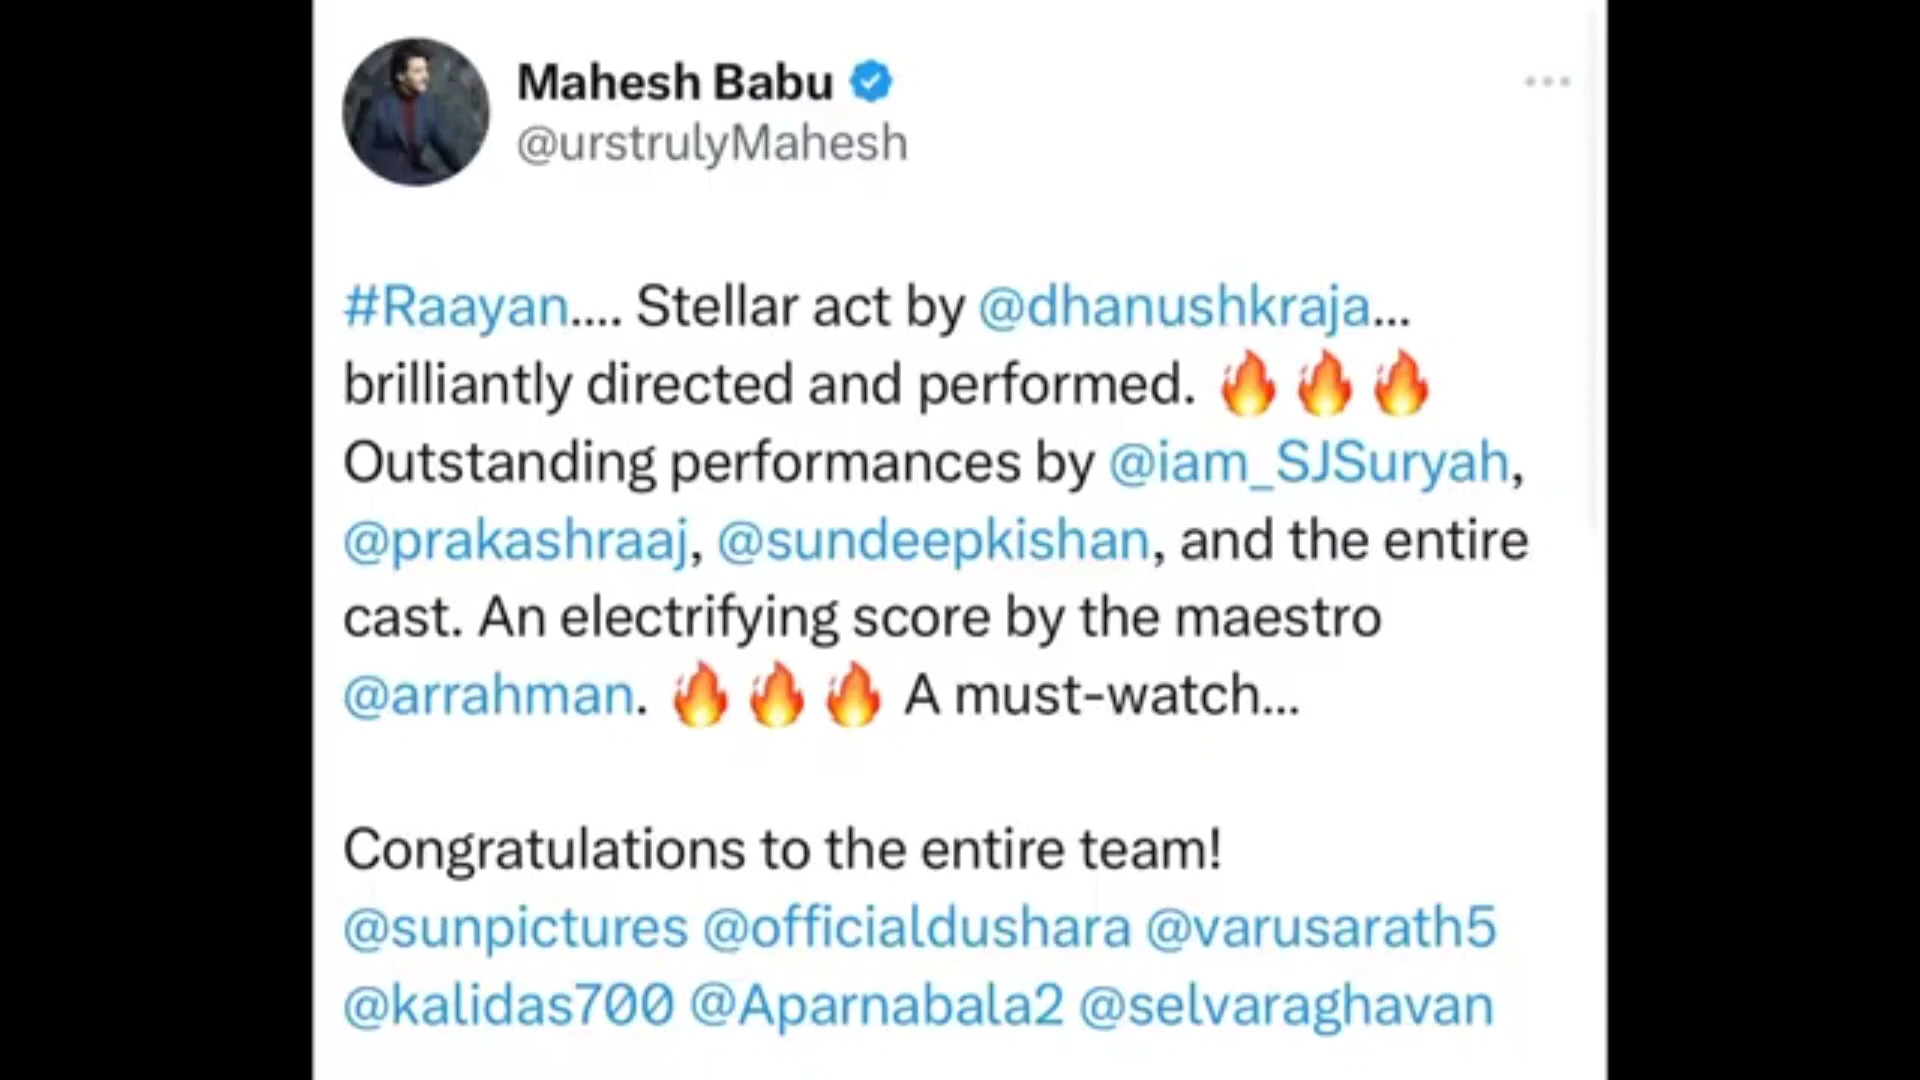 Mahesh Babu
@urstrulyMahesh
#Raayan.... Stellar act by @dhanushkraja...
brilliantly directed and performed. 🔥🔥🔥
Outstanding performances by @iam_SJSuryah,
@prakashraaj, @sundeepkishan, and the entire
cast. An electrifying score by the maestro
@arrahman. 🔥🔥🔥 A must-watch...
Congratulations to the entire team!
@sunpictures @officialdushara @varusarath5
@kalidas700 @Aparnabala2 @selvaraghavan